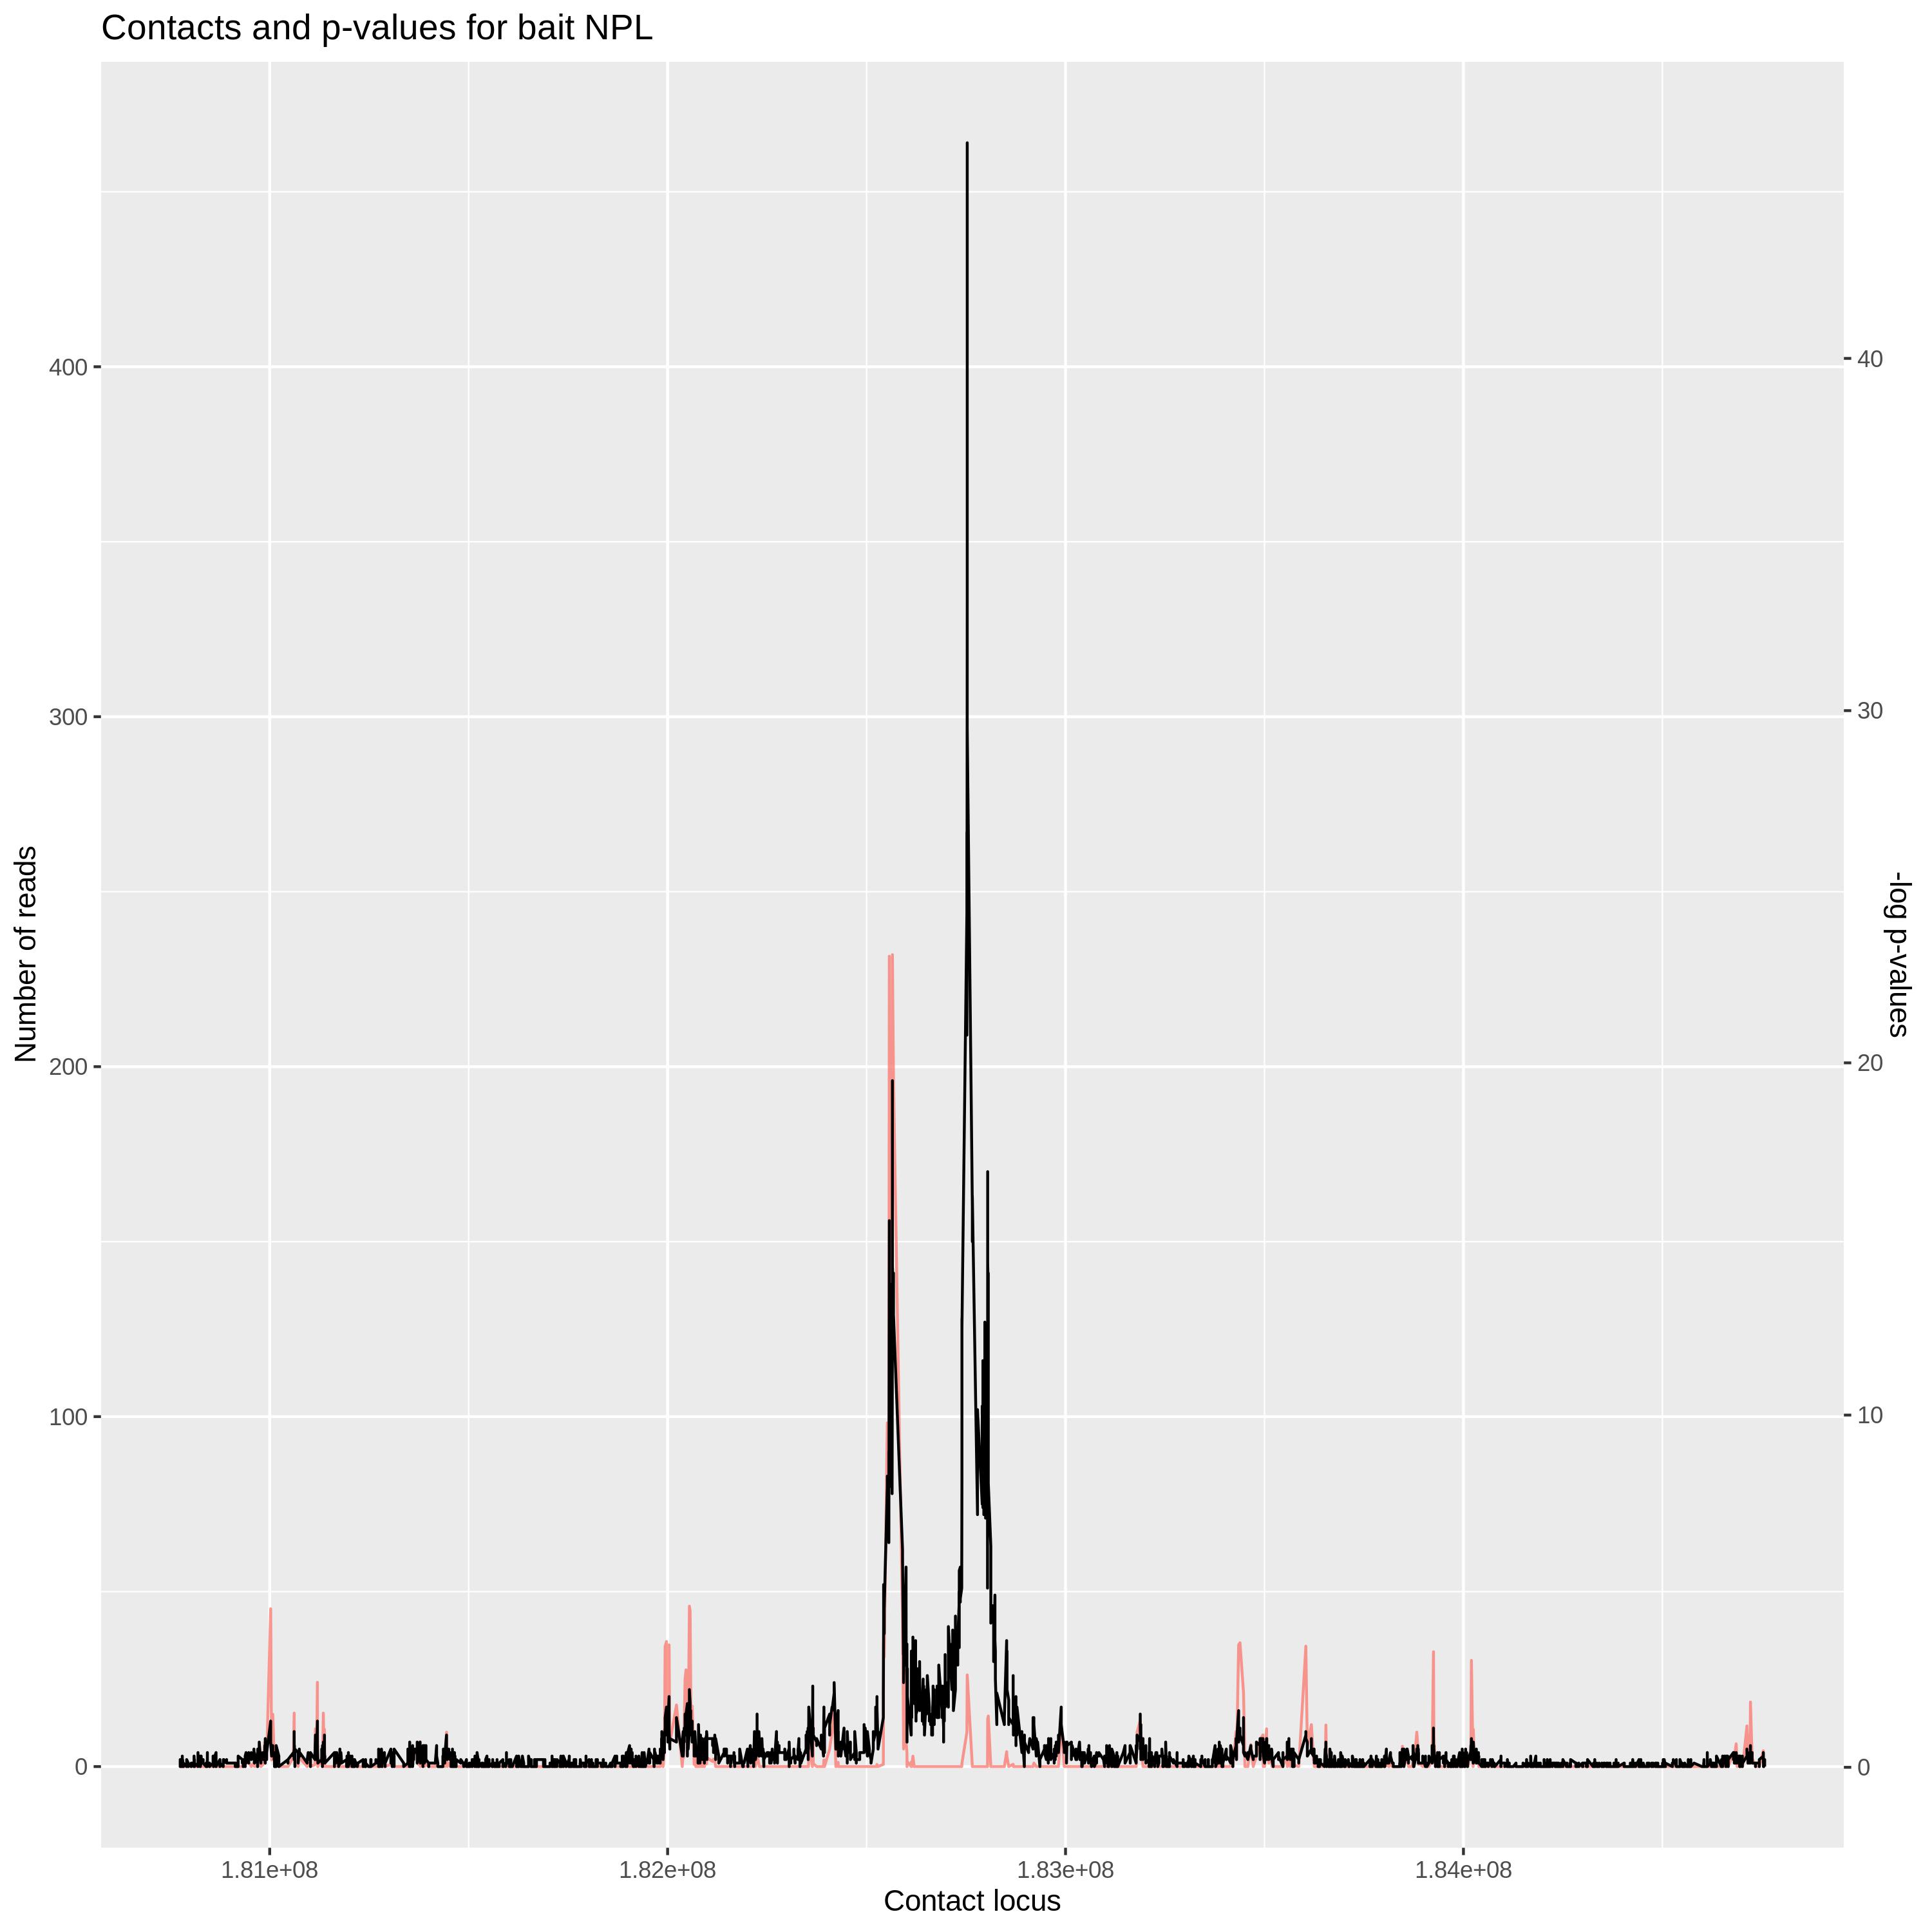 Contacts and p-values for bait NPL
Number of reads
400
300
200
100
0
40
30
20
10
0
-log p-values
1.81e+08
1.82e+08
1.83e+08
1.84e+08
Contact locus